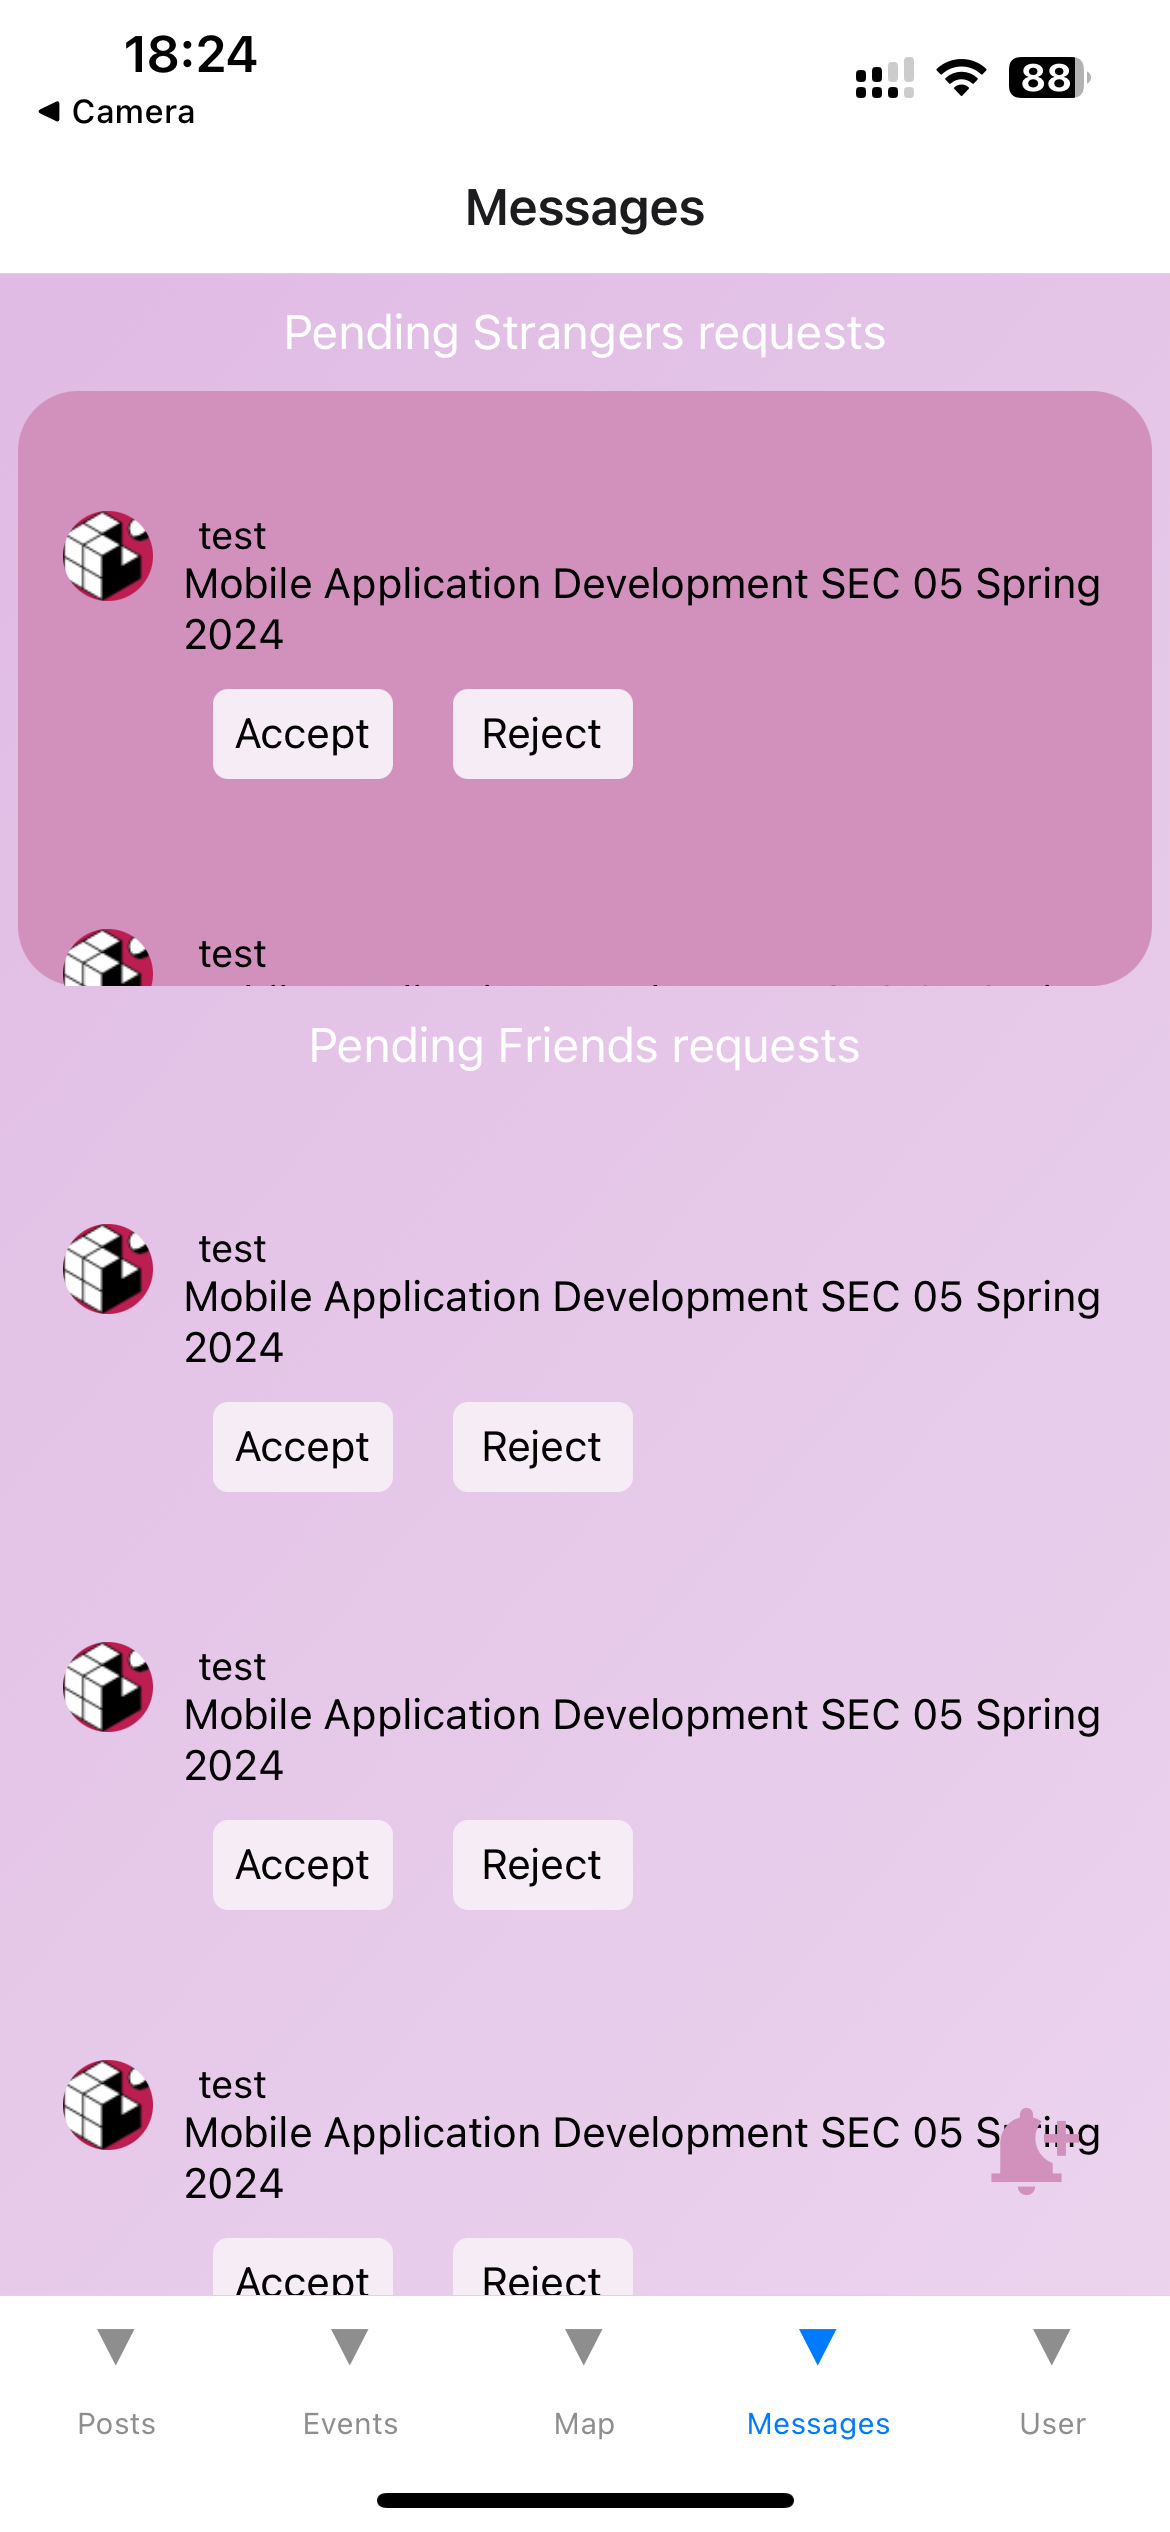 18:24
88
◀ Camera
Messages
Pending Strangers requests
test
Mobile Application Development SEC 05 Spring
2024
Accept Reject
test
Pending Friends requests
test
Mobile Application Development SEC 05 Spring
2024
Accept Reject
test
Mobile Application Development SEC 05 Spring
2024
Accept Reject
test
Mobile Application Development SEC 05 Spring
2024
Accept Reject
Posts Events Map Messages User